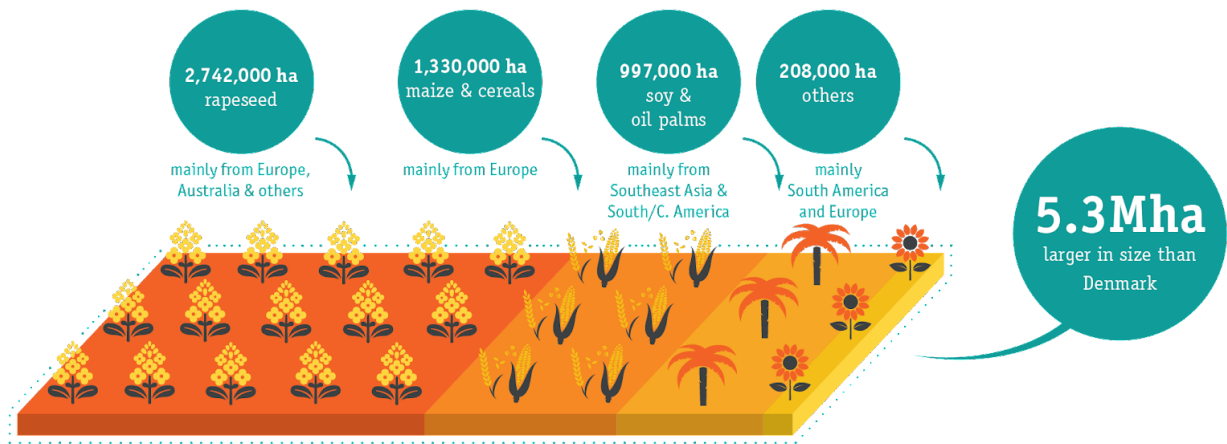 2,742,000 ha
rapeseed
mainly from Europe,
Australia & others
1,330,000 ha
maize & cereals
mainly from Europe
997,000 ha
soy &
oil palms
mainly from
Southeast Asia &
South/C. America
208,000 ha
others
mainly
South America
and Europe
5.3Mha
larger in size than
Denmark